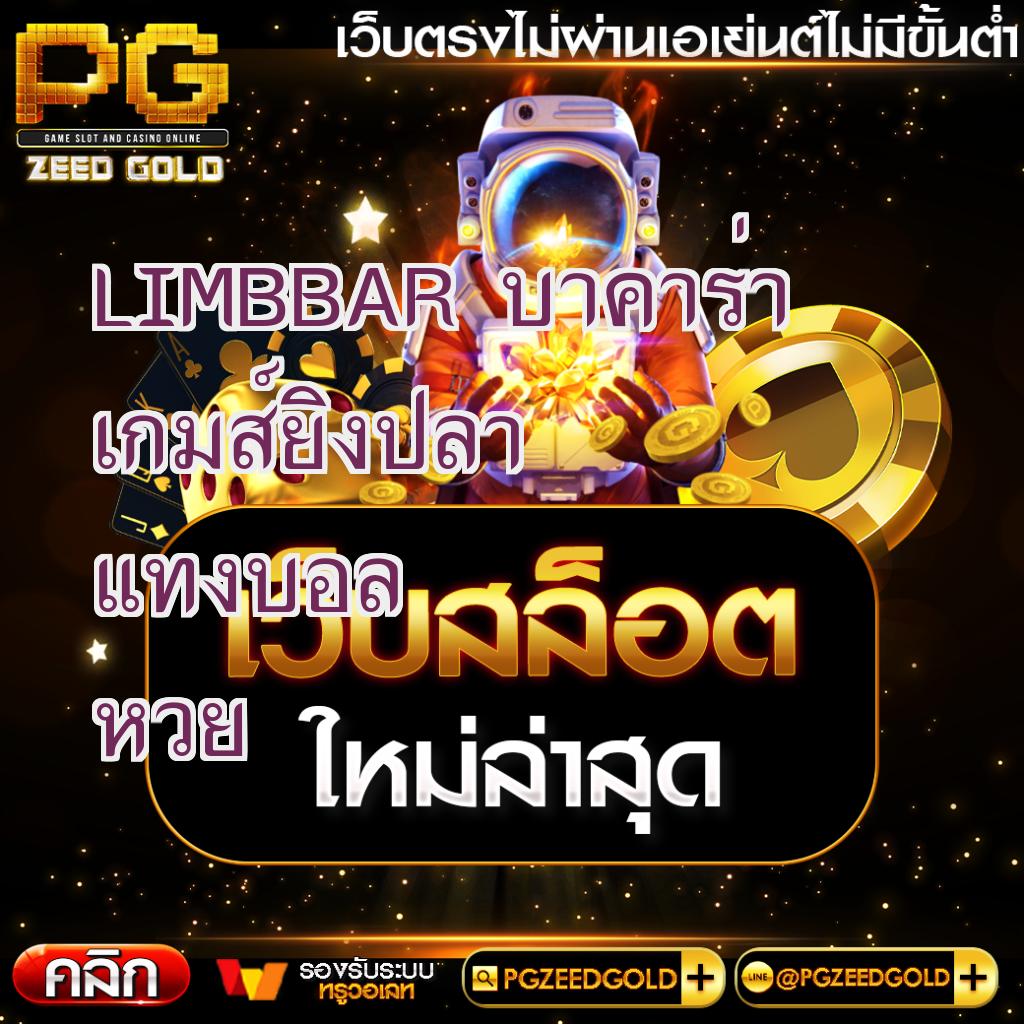 เว็บตรงไม่ผ่านเอเย่นต์ไม่มีขั้นต่ำ
PG
GAME SLOT AND CASINO ONLINE
ZEED GOLD
LIMBBAR บาคาร่า
เกมส์ยิงปลา
แทงบอล
เว็บสล็อต
หวย
ใหม่ล่าสุด
คลิก
รองรับระบบ
ทรูวอเลท
PGZEEDGOLD
LINE @PGZEEDGOLD